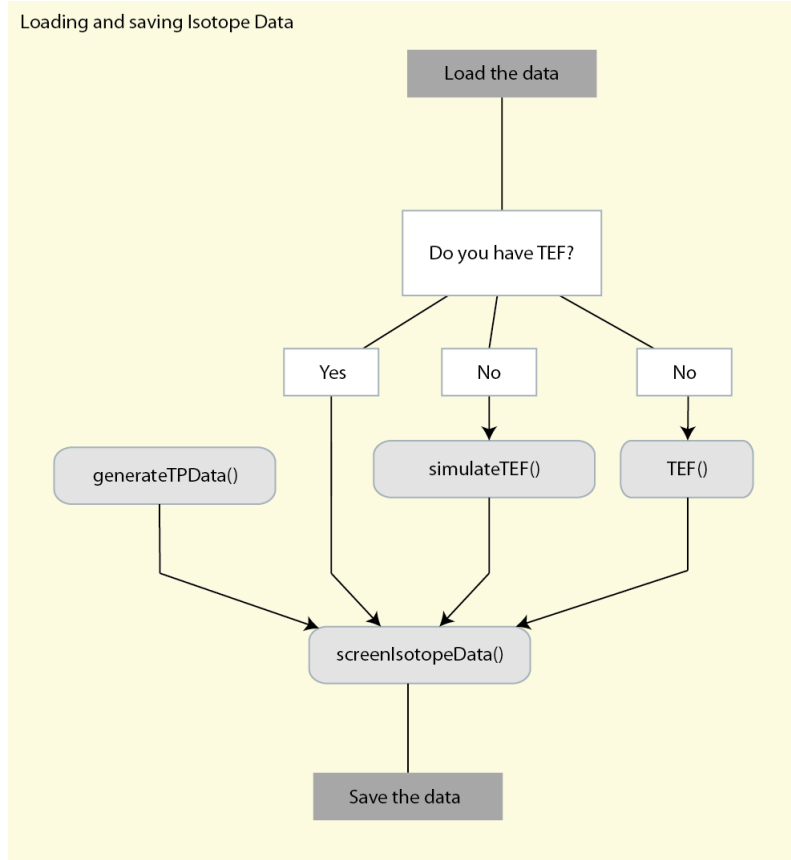 Loading and saving Isotope Data
Load the data
Do you have TEF?
Yes
No
No
generateTPData()
simulateTEF()
TEF()
screenIsotopeData()
Save the data